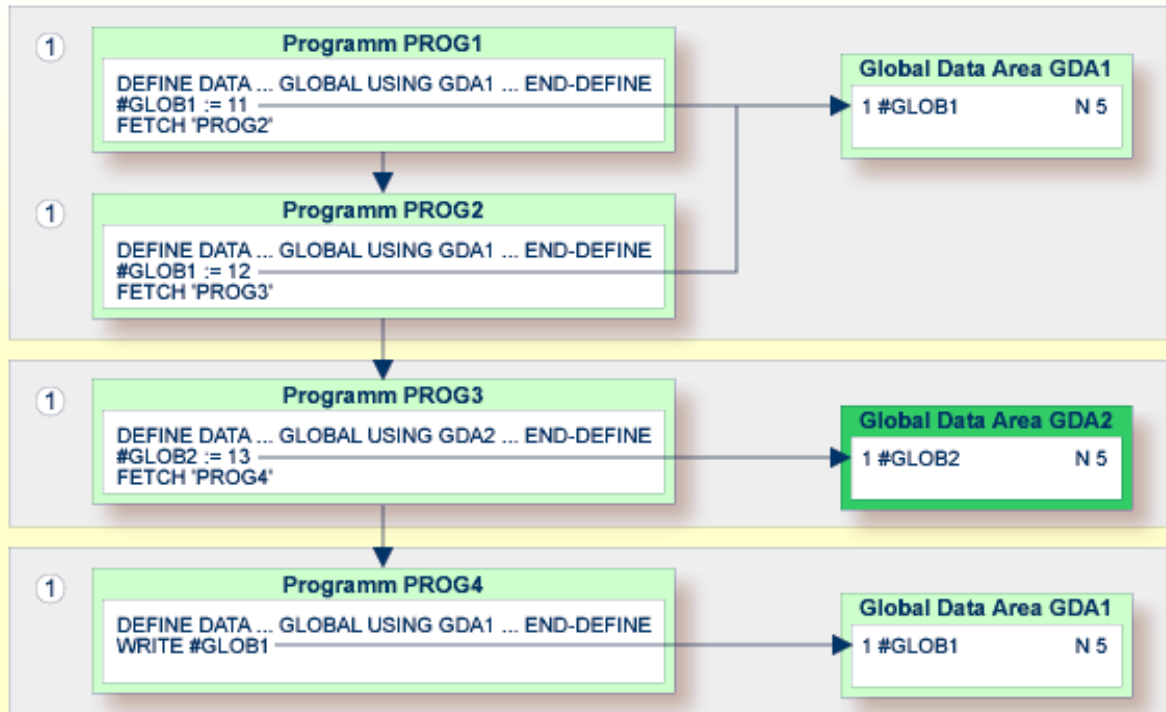 1
Programm PROG1
DEFINE DATA ... GLOBAL USING GDA1 ... END-DEFINE
#GLOB1 := 11
FETCH 'PROG2'
Global Data Area GDA1
1 #GLOB1 N 5
1
Programm PROG2
DEFINE DATA ... GLOBAL USING GDA1 ... END-DEFINE
#GLOB1 := 12
FETCH 'PROG3'
1
Programm PROG3
DEFINE DATA ... GLOBAL USING GDA2 ... END-DEFINE
#GLOB2 := 13
FETCH 'PROG4'
Global Data Area GDA2
1 #GLOB2 N 5
1
Programm PROG4
DEFINE DATA ... GLOBAL USING GDA1 ... END-DEFINE
WRITE #GLOB1
Global Data Area GDA1
1 #GLOB1 N 5